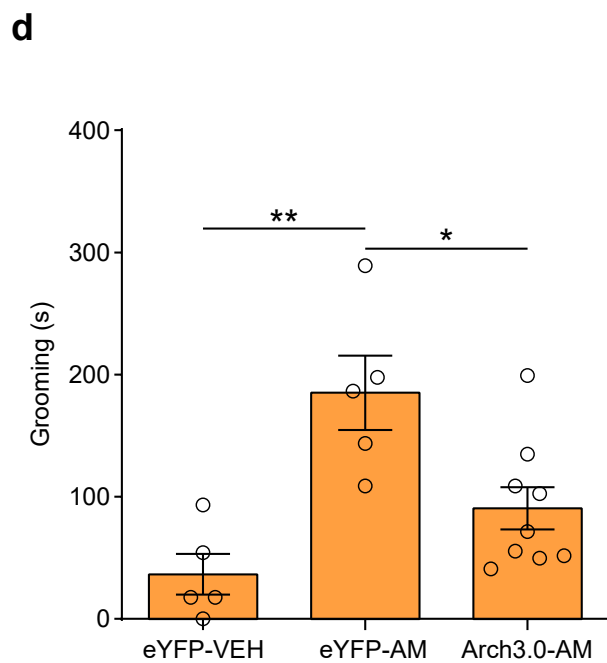 d
400
300
200
100
0
Grooming (s)
**
*
eYFP-VEH
eYFP-AM
Arch3.0-AM